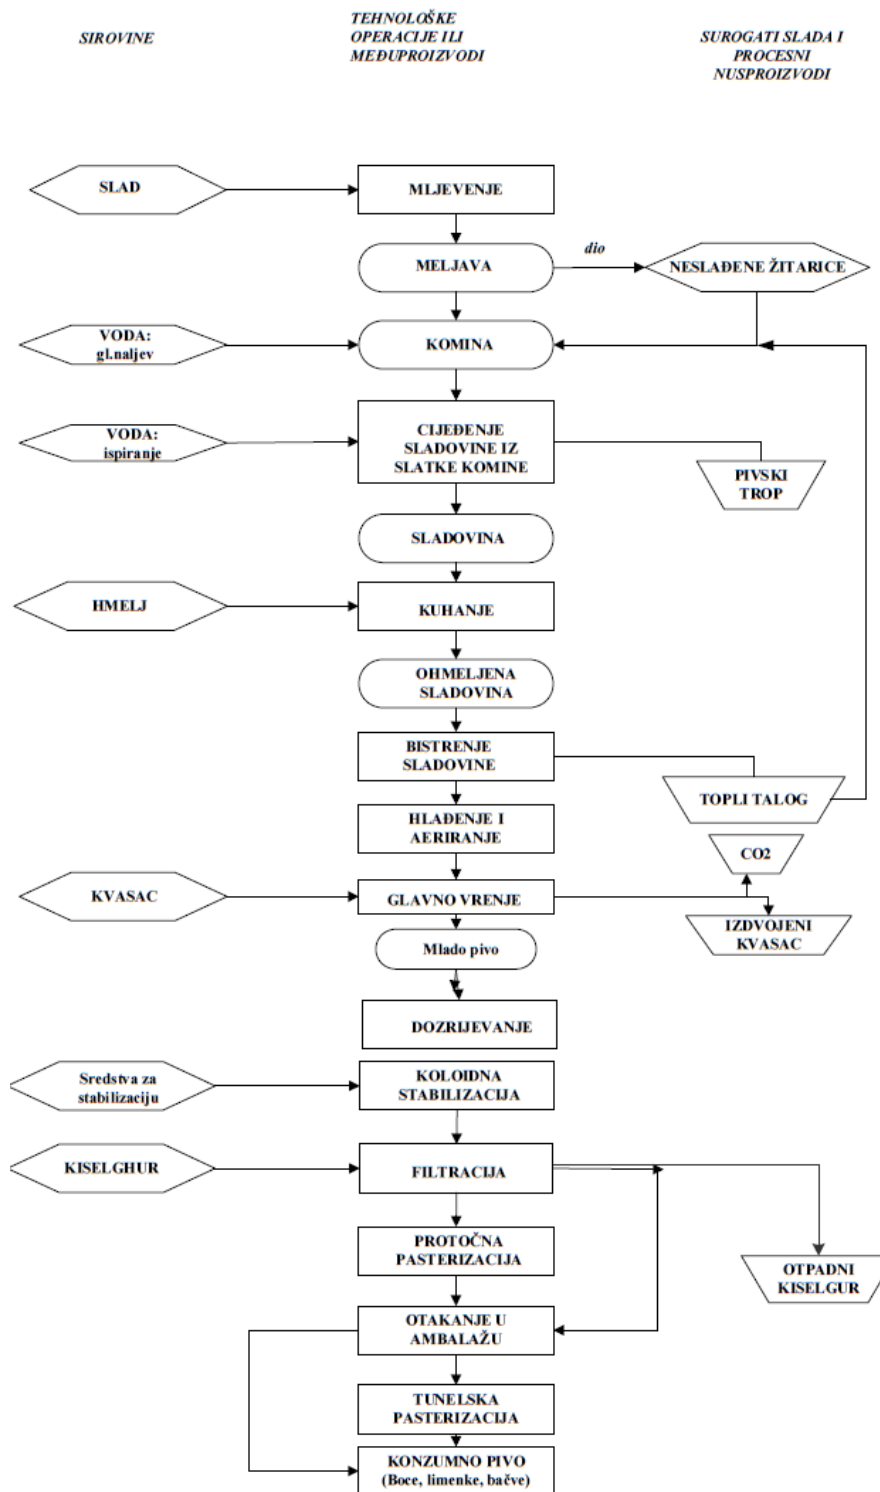 SIROVINE
TEHNOLOŠKE
OPERACIJE ILI
MEĐUPROIZVODI
SUROGATI SLADA I
PROCESNI
NUSPROIZVODI
SLAD
MLJEVENJE
MELJAVA
dio
NESLAĐENE ŽITARICE
VODA:
gl.naljev
KOMINA
VODA:
ispiranje
CIJEĐENJE
SLADOVINE IZ
SLATKE KOMINE
PIVSKI
TROP
SLADOVINA
HMELJ
KUHANJE
OHMELJENA
SLADOVINA
BISTRENJE
SLADOVINE
TOPLI TALOG
HLAĐENJE I
AERIRANJE
CO2
KVASAC
GLAVNO VRENJE
IZDVOJENI
KVASAC
Mlado pivo
DOZRIJEVANJE
Sredstva za
stabilizaciju
KOLOIDNA
STABILIZACIJA
KISELGHUR
FILTRACIJA
PROTOČNA
PASTERIZACIJA
OTPADNI
KISELGUR
OTAKANJE U
AMBALAŽU
TUNELSKA
PASTERIZACIJA
KONZUMNO PIVO
(Boce, limenke, bačve)